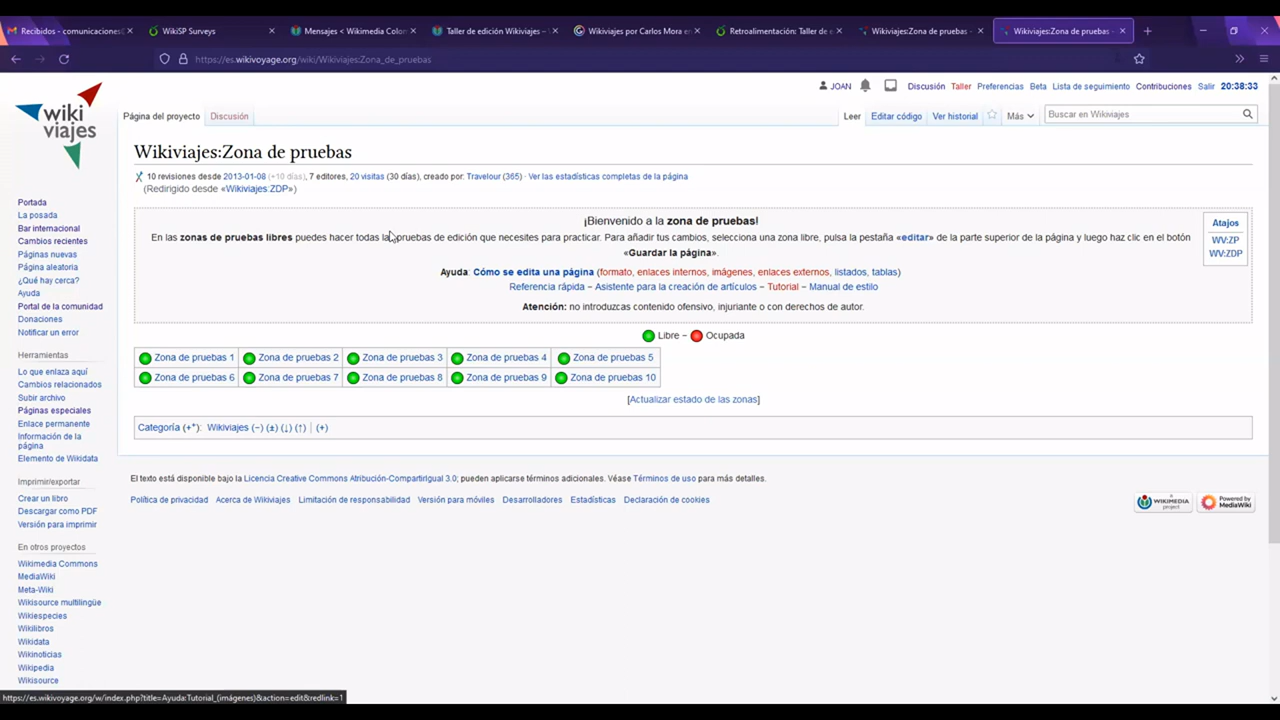 Recibidos - comunicaciones(
WikiSP Surveys
Mensajes < Wikimedia Colom
Taller de edición Wikiviajes –
Wikiviajes por Carlos Mora en
Retroalimentación: Taller de e
Wikiviajes:Zona de pruebas -
Wikiviajes:Zona de pruebas -
https://es.wikivoyage.org/wiki/Wikiviajes:Zona_de_pruebas
wiki
viajes
JOAN Discusión Taller Preferencias Beta Lista de seguimiento Contribuciones Salir 20:38:33
Página del proyecto Discusión Leer Editar código Ver historial Más Buscar en Wikiviajes
Wikiviajes:Zona de pruebas
10 revisiones desde 2013-01-08 (+10 días), 7 editores, 20 visitas (30 días), creado por: Travelour (365) · Ver las estadísticas completas de la página
(Redirigido desde «Wikiviajes:ZDP»)
¡Bienvenido a la zona de pruebas!
En las zonas de pruebas libres puedes hacer todas las pruebas de edición que necesites para practicar. Para añadir tus cambios, selecciona una zona libre, pulsa la pestaña «editar» de la parte superior de la página y luego haz clic en el botón
«Guardar la página».
Ayuda: Cómo se edita una página (formato, enlaces internos, imágenes, enlaces externos, listados, tablas)
Referencia rápida – Asistente para la creación de artículos – Tutorial – Manual de estilo
Atención: no introduzcas contenido ofensivo, injuriante o con derechos de autor.
Atajos
WV:ZP
WV:ZDP
Libre – Ocupada
Zona de pruebas 1 Zona de pruebas 2 Zona de pruebas 3 Zona de pruebas 4 Zona de pruebas 5
Zona de pruebas 6 Zona de pruebas 7 Zona de pruebas 8 Zona de pruebas 9 Zona de pruebas 10
[Actualizar estado de las zonas]
Categoría (+⁺): Wikiviajes (−) (±) (↓) (↑) | (+)
El texto está disponible bajo la Licencia Creative Commons Atribución-CompartirIgual 3.0; pueden aplicarse términos adicionales. Véase Términos de uso para más detalles.
Política de privacidad Acerca de Wikiviajes Limitación de responsabilidad Versión para móviles Desarrolladores Estadísticas Declaración de cookies
a WIKIMEDIA project
Powered by MediaWiki
Portada
La posada
Bar internacional
Cambios recientes
Páginas nuevas
Página aleatoria
¿Qué hay cerca?
Ayuda
Portal de la comunidad
Donaciones
Notificar un error
Herramientas
Lo que enlaza aquí
Cambios relacionados
Subir archivo
Páginas especiales
Enlace permanente
Información de la
página
Elemento de Wikidata
Imprimir/exportar
Crear un libro
Descargar como PDF
Versión para imprimir
En otros proyectos
Wikimedia Commons
MediaWiki
Meta-Wiki
Wikisource multilingüe
Wikiespecies
Wikilibros
Wikidata
Wikinoticias
Wikipedia
Wikisource
https://es.wikivoyage.org/w/index.php?title=Ayuda:Tutorial_(imágenes)&action=edit&redlink=1